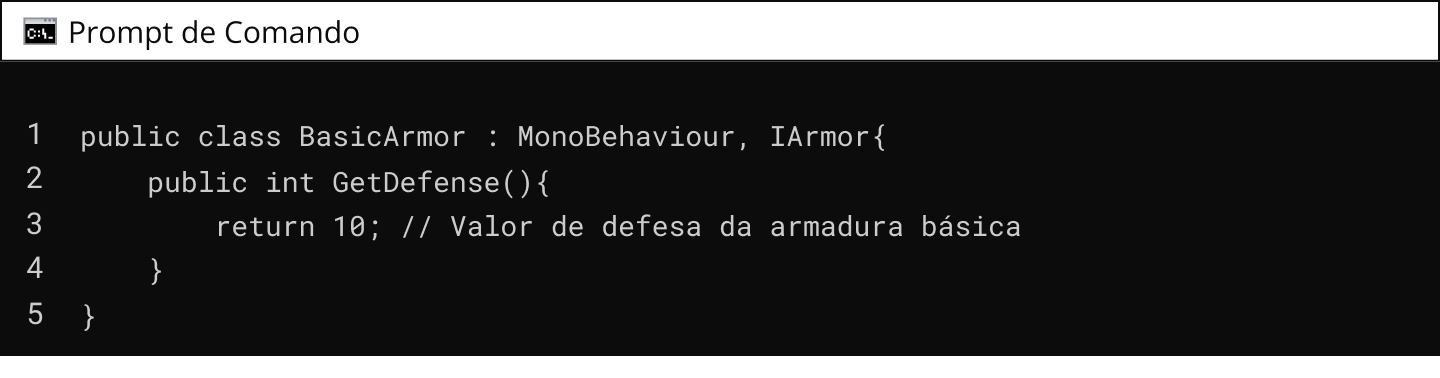 Prompt de Comando
1 public class BasicArmor : MonoBehaviour, IArmor{
2     public int GetDefense(){
3         return 10; // Valor de defesa da armadura básica
4     }
5 }